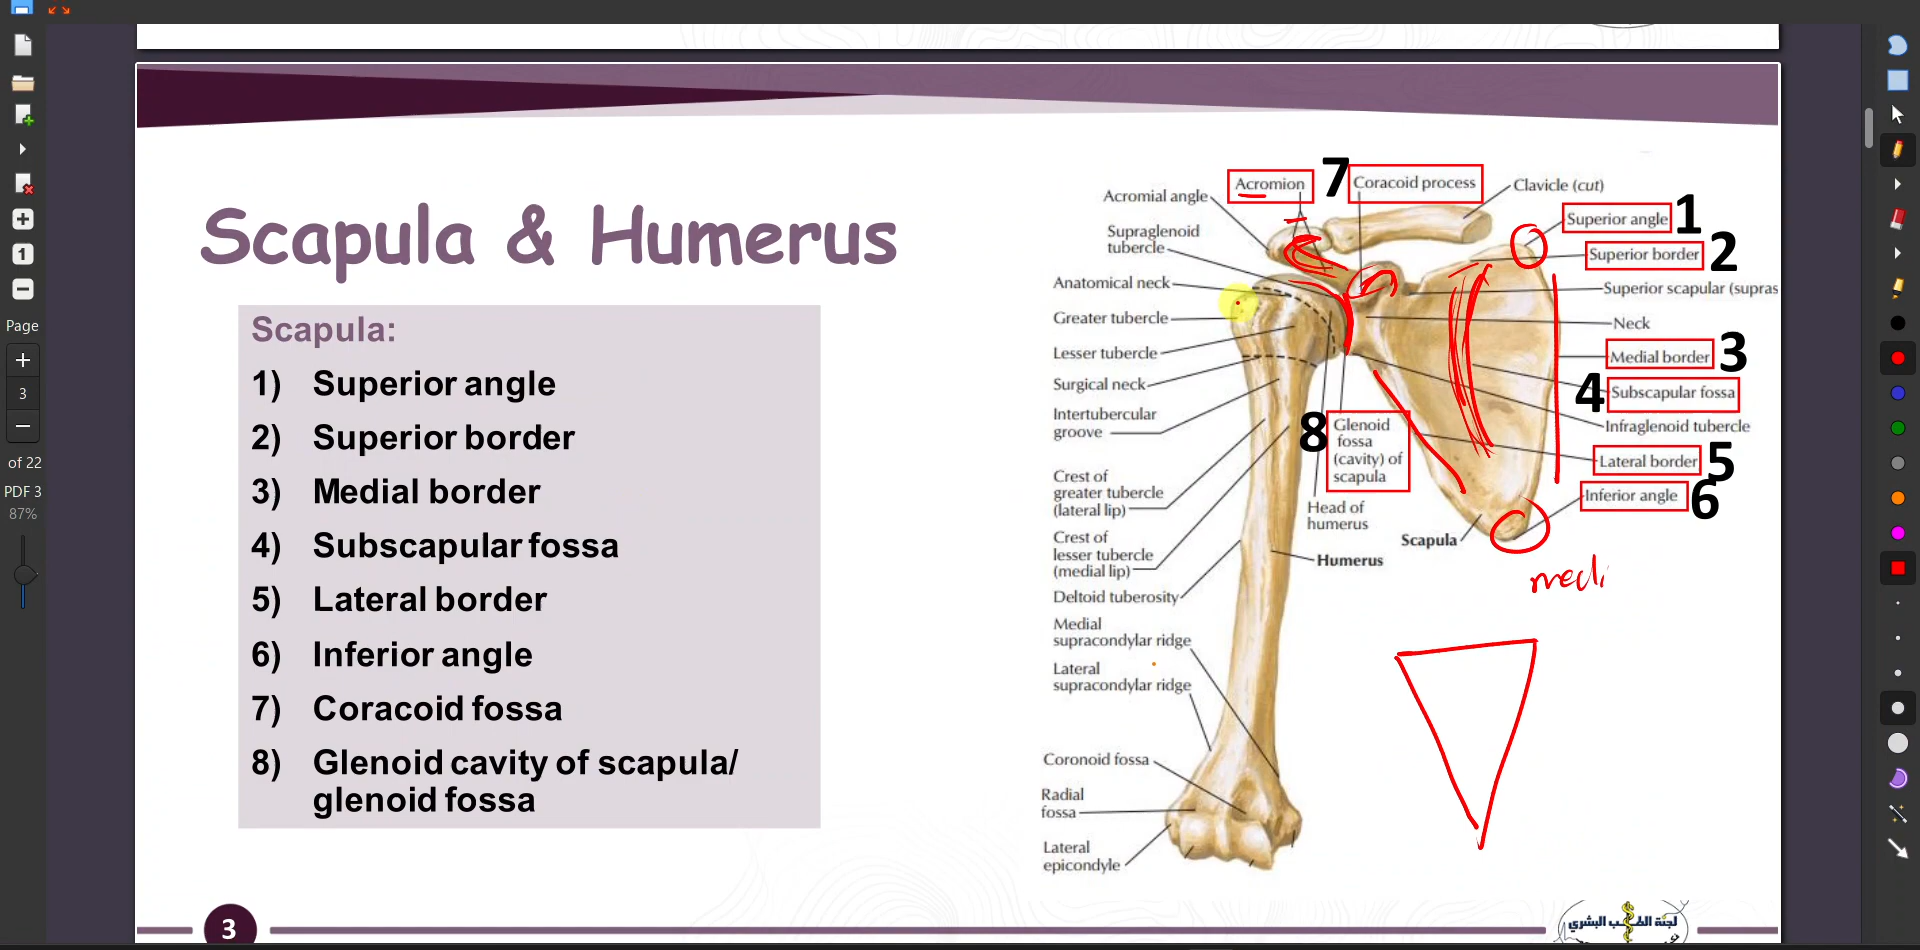 Scapula & Humerus
Scapula:
1) Superior angle
2) Superior border
3) Medial border
4) Subscapular fossa
5) Lateral border
6) Inferior angle
7) Coracoid fossa
8) Glenoid cavity of scapula/
glenoid fossa
Acromion
7
Coracoid process
Clavicle (cut)
Acromial angle
Superior angle
1
Supraglenoid
tubercle
Superior border
2
Anatomical neck
Superior scapular (supras
Greater tubercle
Neck
Lesser tubercle
Medial border
3
Surgical neck
4
Subscapular fossa
Intertubercular
groove
8
Glenoid
fossa
(cavity) of
scapula
Infraglenoid tubercle
Lateral border
5
Inferior angle
6
Crest of
greater tubercle
(lateral lip)
Head of
humerus
Scapula
Crest of
lesser tubercle
(medial lip)
Humerus
medi
Deltoid tuberosity
Medial
supracondylar ridge
Lateral
supracondylar ridge
Coronoid fossa
Radial
fossa
Lateral
epicondyle
3
لجنة الطب البشري
Page
3
of 22
PDF 3
87%
1